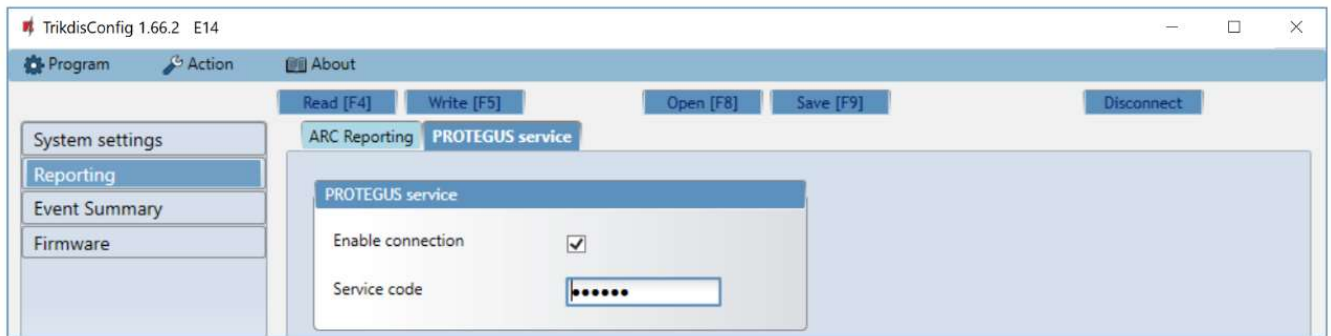 TrikdisConfig 1.66.2 E14
Program Action About
Read [F4] Write [F5] Open [F8] Save [F9] Disconnect
System settings
Reporting
Event Summary
Firmware
ARC Reporting PROTEGUS service
PROTEGUS service
Enable connection
Service code ••••••